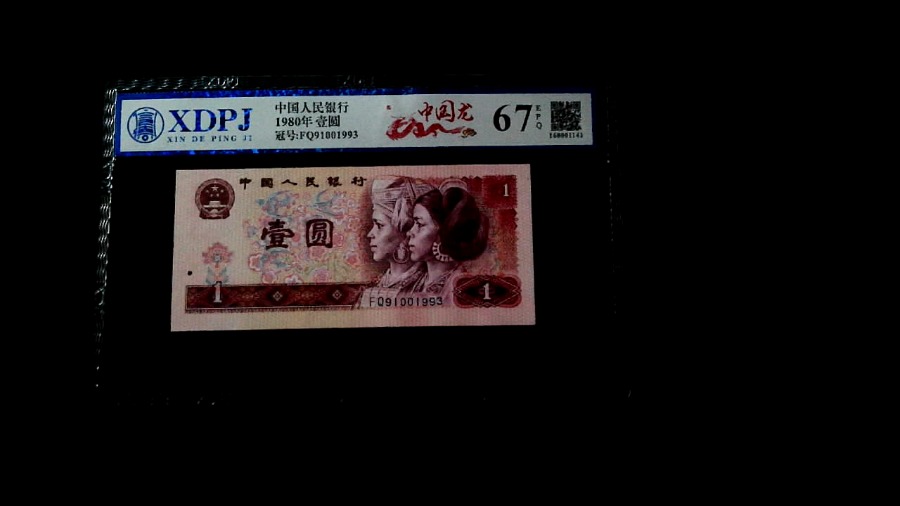 XDPJ
XIN DE PING JI
中国人民银行
1980年 壹圆
冠号:FQ91001993
中国龙
67
EPQ
中国人民银行
1
壹圆
1
FQ91001993
1